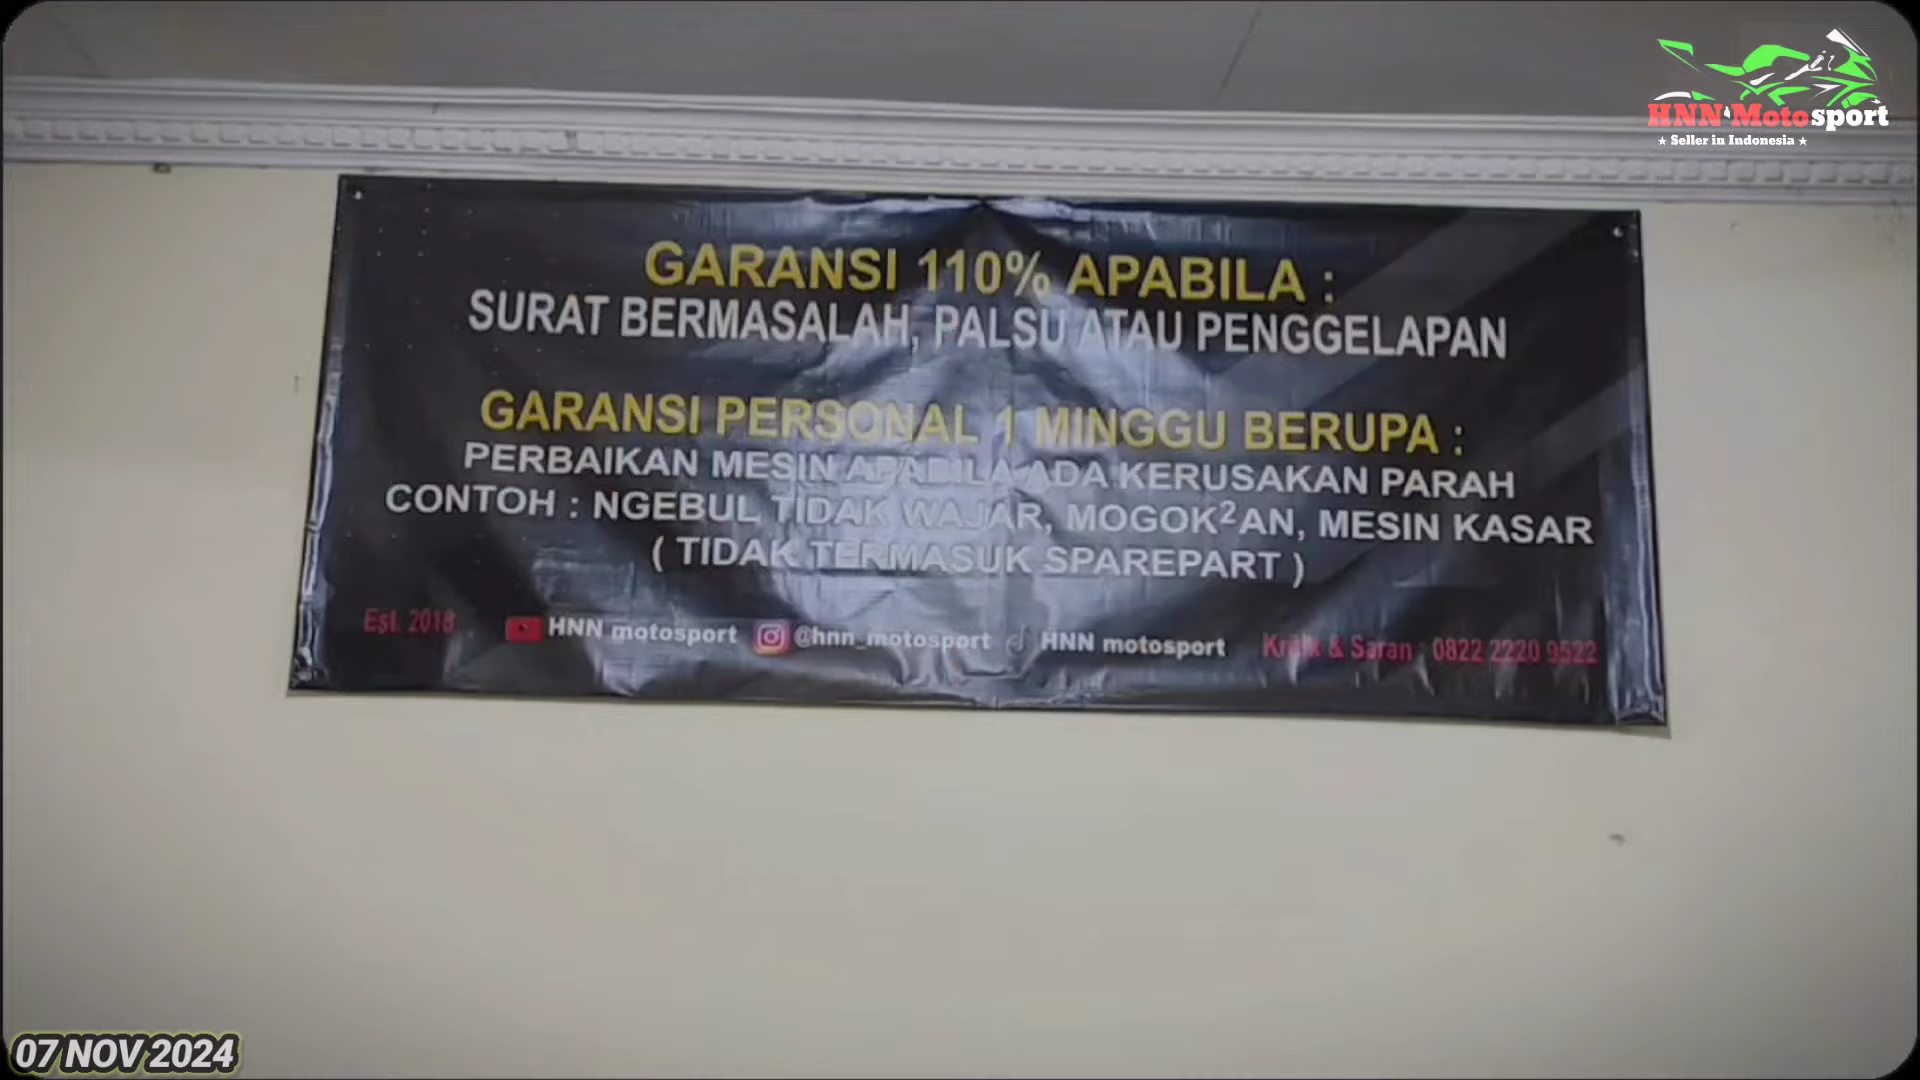 HNN Motosport
★ Seller in Indonesia ★
GARANSI 110% APABILA :
SURAT BERMASALAH, PALSU ATAU PENGGELAPAN
GARANSI PERSONAL 1 MINGGU BERUPA :
PERBAIKAN MESIN APABILA ADA KERUSAKAN PARAH
CONTOH : NGEBUL TIDAK WAJAR, MOGOK²AN, MESIN KASAR
( TIDAK TERMASUK SPAREPART )
Est. 2018 HNN motosport @hnn_motosport HNN motosport Kritik & Saran : 0822 2220 9522
07 NOV 2024